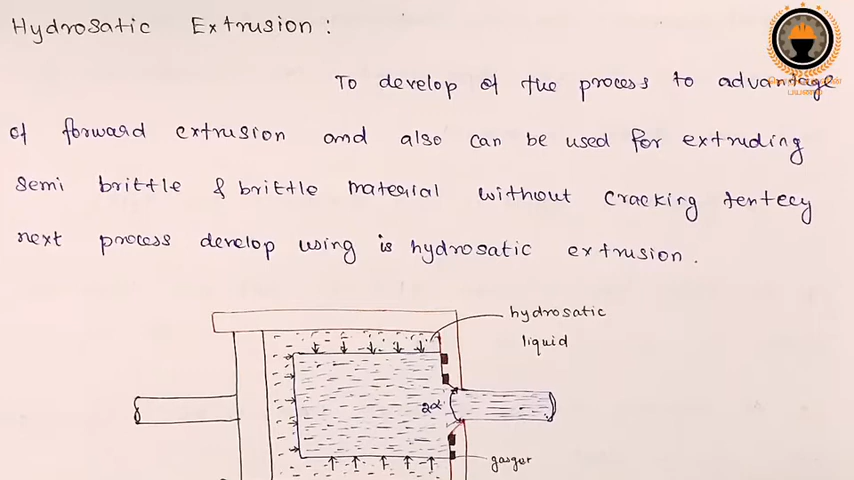 Hydrosatic Extrusion :
To develop of the process to advantage
of forward extrusion and also can be used for extruding
semi brittle & brittle material without cracking tentecy
next process develop using is hydrosatic extrusion.
hydrosatic
liquid
2α
gasger